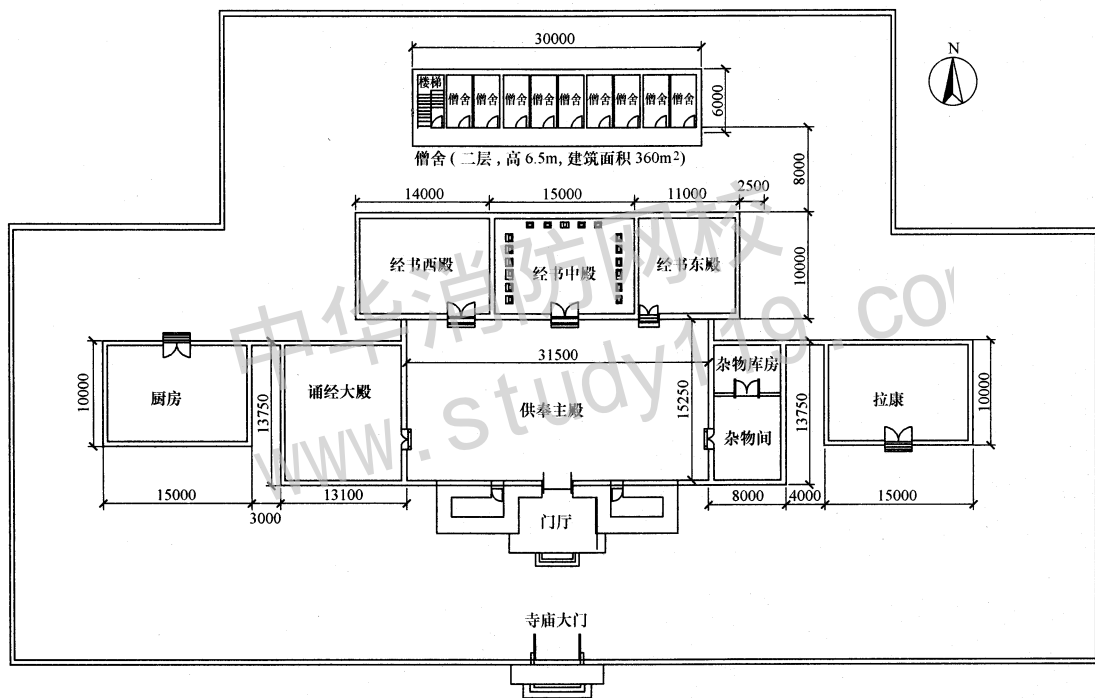 30000
N
楼梯
僧舍 僧舍 僧舍 僧舍 僧舍 僧舍 僧舍 僧舍 僧舍
6000
僧舍(二层,高6.5m,建筑面积360m²)
8000
14000 15000 11000 2500
经书西殿 经书中殿 经书东殿
10000
中华消防网校
www.study119.co
31500
15250
10000
厨房
13750
诵经大殿
供奉主殿
杂物库房
杂物间
13750
拉康
10000
15000
3000
13100
8000 4000 15000
门厅
寺庙大门